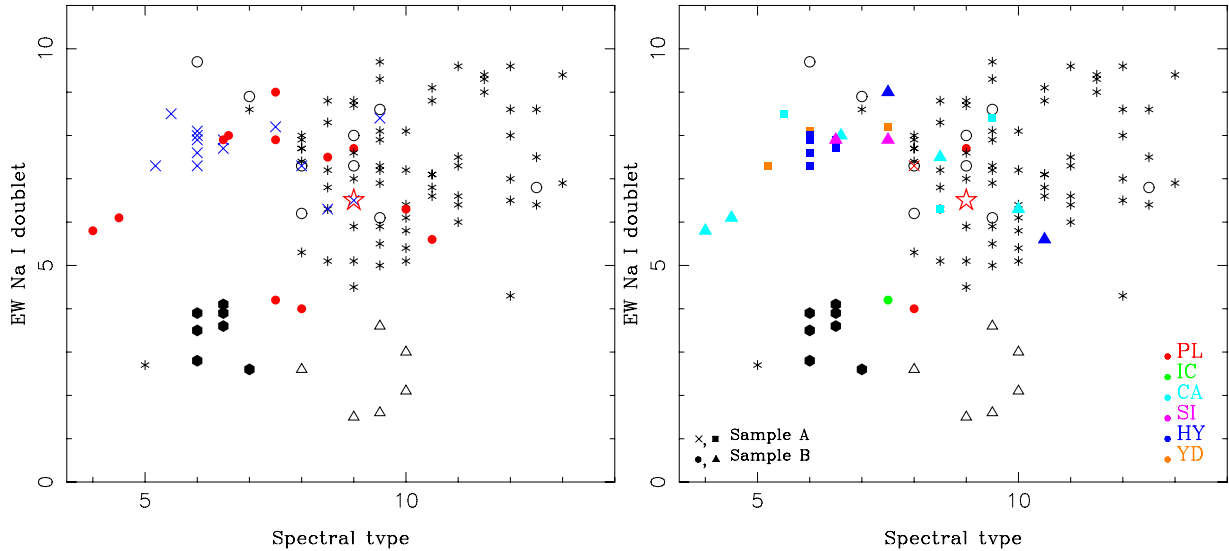 10
5
0
EW Na I doublet
5
10
Spectral type
10
5
0
EW Na I doublet
PL
IC
CA
SI
HY
YD
, Sample A
, Sample B
5
10
Spectral type